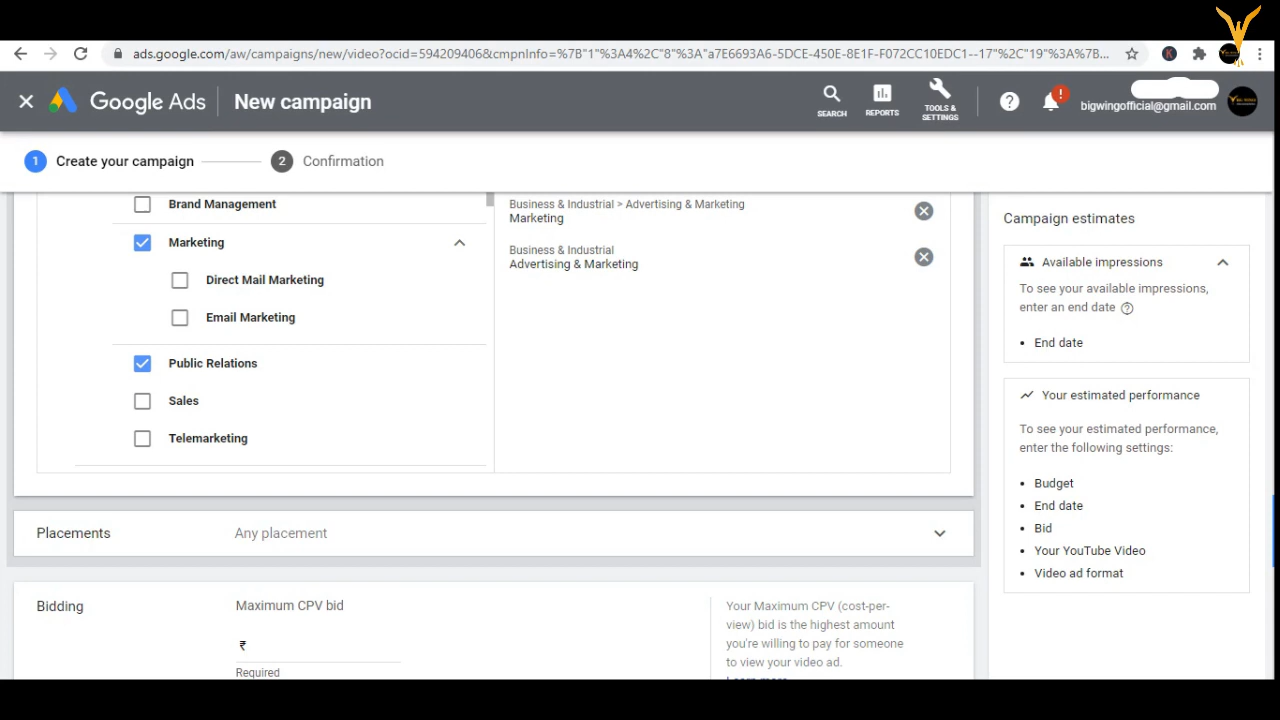 ads.google.com/aw/campaigns/new/video?ocid=594209406&cmpnInfo=%7B"1"%3A4%2C"8"%3A"a7E6693A6-5DCE-450E-8E1F-F072CC10EDC1--17"%2C"19"%3A%7B...
Google Ads
New campaign
SEARCH
REPORTS
TOOLS &
SETTINGS
bigwingofficial@gmail.com
1 Create your campaign
2 Confirmation
Brand Management
Marketing
Direct Mail Marketing
Email Marketing
Public Relations
Sales
Telemarketing
Business & Industrial > Advertising & Marketing
Marketing
Business & Industrial
Advertising & Marketing
Placements
Any placement
Bidding
Maximum CPV bid
₹
Required
Your Maximum CPV (cost-per-
view) bid is the highest amount
you're willing to pay for someone
to view your video ad.
Learn more
Campaign estimates
Available impressions
To see your available impressions,
enter an end date
• End date
Your estimated performance
To see your estimated performance,
enter the following settings:
• Budget
• End date
• Bid
• Your YouTube Video
• Video ad format